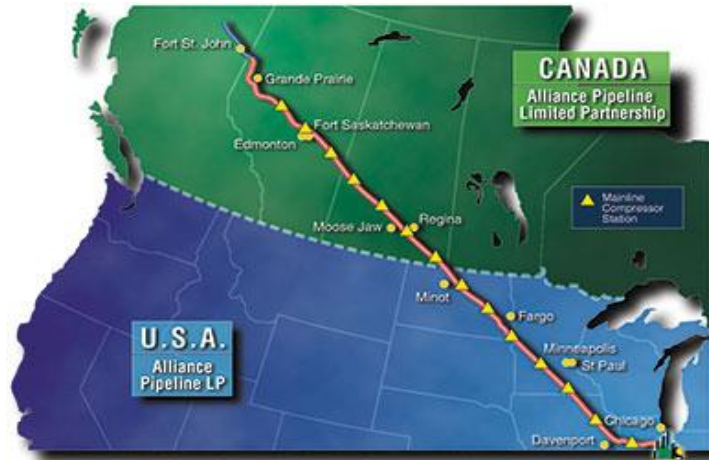 Fort St. John
Grande Prairie
CANADA
Alliance Pipeline
Limited Partnership
Fort Saskatchewan
Edmonton
Mainline
Compressor
Station
Moose Jaw
Regina
Minot
Fargo
U.S.A.
Alliance
Pipeline LP
Minneapolis
St Paul
Chicago
Davenport